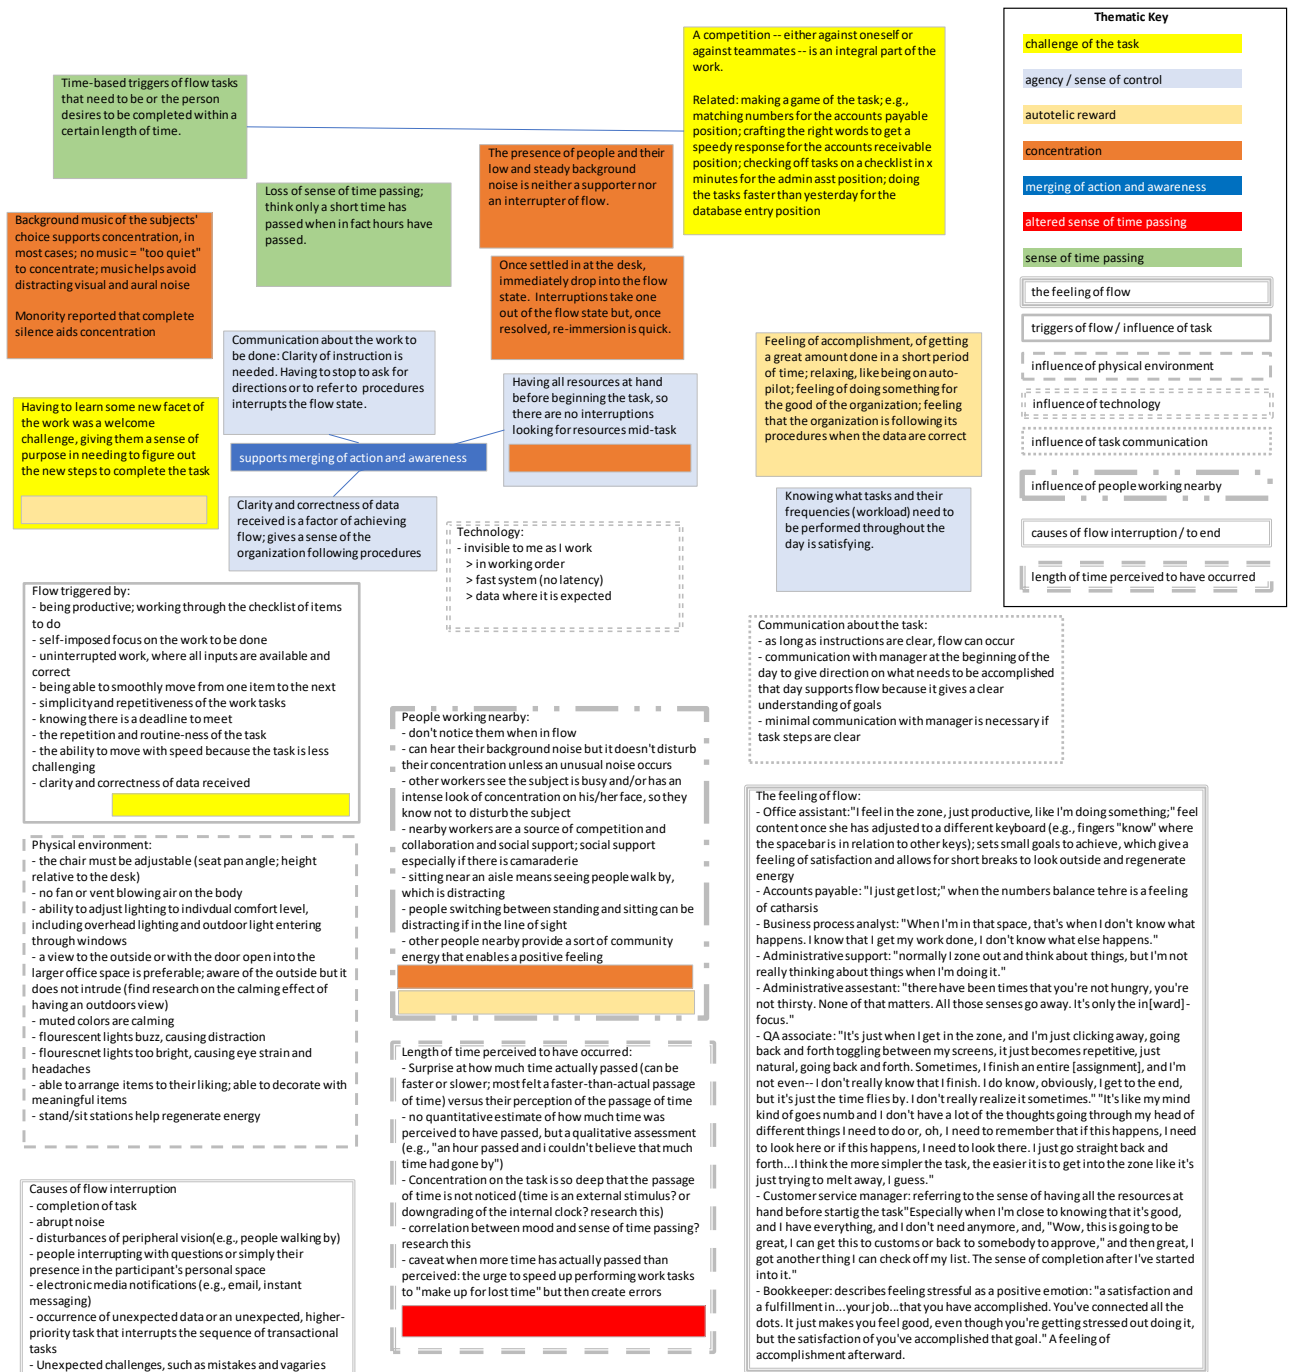 Thematic Key
challenge of the task
agency / sense of control
autotelic reward
concentration
merging of action and awareness
altered sense of time passing
sense of time passing
the feeling of flow
triggers of flow / influence of task
influence of physical environment
influence of technology
influence of task communication
influence of people working nearby
causes of flow interruption / to end
length of time perceived to have occurred
A competition -- either against oneself or
against teammates -- is an integral part of the
work.
Related: making a game of the task; e.g.,
matching numbers for the accounts payable
position; crafting the right words to get a
speedy response for the accounts receivable
position; checking off tasks on a checklist in x
minutes for the admin asst position; doing
the tasks faster than yesterday for the
database entry position
Time-based triggers of flow tasks
that need to be or the person
desires to be completed within a
certain length of time.
The presence of people and their
low and steady background
noise is neither a supporter nor
an interrupter of flow.
Loss of sense of time passing;
think only a short time has
passed when in fact hours have
passed.
Background music of the subjects'
choice supports concentration, in
most cases; no music = "too quiet"
to concentrate; music helps avoid
distracting visual and aural noise
Monority reported that complete
silence aids concentration
Once settled in at the desk,
immediately drop into the flow
state. Interruptions take one
out of the flow state but, once
resolved, re-immersion is quick.
Communication about the work to
be done: Clarity of instruction is
needed. Having to stop to ask for
directions or to refer to procedures
interrupts the flow state.
Feeling of accomplishment, of getting
a great amount done in a short period
of time; relaxing, like being on auto-
pilot; feeling of doing something for
the good of the organization; feeling
that the organization is following its
procedures when the data are correct
Having all resources at hand
before beginning the task, so
there are no interruptions
looking for resources mid-task
Having to learn some new facet of
the work was a welcome
challenge, giving them a sense of
purpose in needing to figure out
the new steps to complete the task
supports merging of action and awareness
Clarity and correctness of data
received is a factor of achieving
flow; gives a sense of the
organization following procedures
Knowing what tasks and their
frequencies (workload) need to
be performed throughout the
day is satisfying.
Technology:
- invisible to me as I work
> in working order
> fast system (no latency)
> data where it is expected
Flow triggered by:
- being productive; working through the checklist of items
to do
- self-imposed focus on the work to be done
- uninterrupted work, where all inputs are available and
correct
- being able to smoothly move from one item to the next
- simplicity and repetitiveness of the work tasks
- knowing there is a deadline to meet
- the repetition and routine-ness of the task
- the ability to move with speed because the task is less
challenging
- clarity and correctness of data received
Communication about the task:
- as long as instructions are clear, flow can occur
- communication with manager at the beginning of the
day to give direction on what needs to be accomplished
that day supports flow because it gives a clear
understanding of goals
- minimal communication with manager is necessary if
task steps are clear
People working nearby:
- don't notice them when in flow
- can hear their background noise but it doesn't disturb
their concentration unless an unusual noise occurs
- other workers see the subject is busy and/or has an
intense look of concentration on his/her face, so they
know not to disturb the subject
- nearby workers are a source of competition and
collaboration and social support; social support
especially if there is camaraderie
- sitting near an aisle means seeing people walk by,
which is distracting
- people switching between standing and sitting can be
distracting if in the line of sight
- other people nearby provide a sort of community
energy that enables a positive feeling
Physical environment:
- the chair must be adjustable (seat pan angle; height
relative to the desk)
- no fan or vent blowing air on the body
- ability to adjust lighting to indivdual comfort level,
including overhead lighting and outdoor light entering
through windows
- a view to the outside or with the door open into the
larger office space is preferable; aware of the outside but it
does not intrude (find research on the calming effect of
having an outdoors view)
- muted colors are calming
- flourescent lights buzz, causing distraction
- flourescnet lights too bright, causing eye strain and
headaches
- able to arrange items to their liking; able to decorate with
meaningful items
- stand/sit stations help regenerate energy
The feeling of flow:
- Office assistant:"I feel in the zone, just productive, like I'm doing something;" feel
content once she has adjusted to a different keyboard (e.g., fingers "know" where
the spacebar is in relation to other keys); sets small goals to achieve, which give a
feeling of satisfaction and allows for short breaks to look outside and regenerate
energy
- Accounts payable: "I just get lost;" when the numbers balance tehre is a feeling
of catharsis
- Business process analyst: "When I'm in that space, that's when I don't know what
happens. I know that I get my work done, I don't know what else happens."
- Administrative support: "normally I zone out and think about things, but I'm not
really thinking about things when I'm doing it."
- Administrative assestant: "there have been times that you're not hungry, you're
not thirsty. None of that matters. All those senses go away. It's only the in[ward]-
focus."
- QA associate: "It's just when I get in the zone, and I'm just clicking away, going
back and forth toggling between my screens, it just becomes repetitive, just
natural, going back and forth. Sometimes, I finish an entire [assignment], and I'm
not even-- I don't really know that I finish. I do know, obviously, I get to the end,
but it's just the time flies by. I don't really realize it sometimes." "It's like my mind
kind of goes numb and I don't have a lot of the thoughts going through my head of
different things I need to do or, oh, I need to remember that if this happens, I need
to look here or if this happens, I need to look there. I just go straight back and
forth...I think the more simpler the task, the easier it is to get into the zone like it's
just trying to melt away, I guess."
- Customer service manager: referring to the sense of having all the resources at
hand before startig the task"Especially when I'm close to knowing that it's good,
and I have everything, and I don't need anymore, and, "Wow, this is going to be
great, I can get this to customs or back to somebody to approve," and then great, I
got another thing I can check off my list. The sense of completion after I've started
into it."
- Bookkeeper: describes feeling stressful as a positive emotion: "a satisfaction and
a fulfillment in...your job...that you have accomplished. You've connected all the
dots. It just makes you feel good, even though you're getting stressed out doing it,
but the satisfaction of you've accomplished that goal." A feeling of
accomplishment afterward.
Length of time perceived to have occurred:
- Surprise at how much time actually passed (can be
faster or slower; most felt a faster-than-actual passage
of time) versus their perception of the passage of time
- no quantitative estimate of how much time was
perceived to have passed, but a qualitative assessment
(e.g., "an hour passed and i couldn't believe that much
time had gone by")
- Concentration on the task is so deep that the passage
of time is not noticed (time is an external stimulus? or
downgrading of the internal clock? research this)
- correlation between mood and sense of time passing?
research this
- caveat when more time has actually passed than
perceived: the urge to speed up performing work tasks
to "make up for lost time" but then create errors
Causes of flow interruption
- completion of task
- abrupt noise
- disturbances of peripheral vision(e.g., people walking by)
- people interrupting with questions or simply their
presence in the participant's personal space
- electronic media notifications (e.g., email, instant
messaging)
- occurrence of unexpected data or an unexpected, higher-
priority task that interrupts the sequence of transactional
tasks
- Unexpected challenges, such as mistakes and vagaries